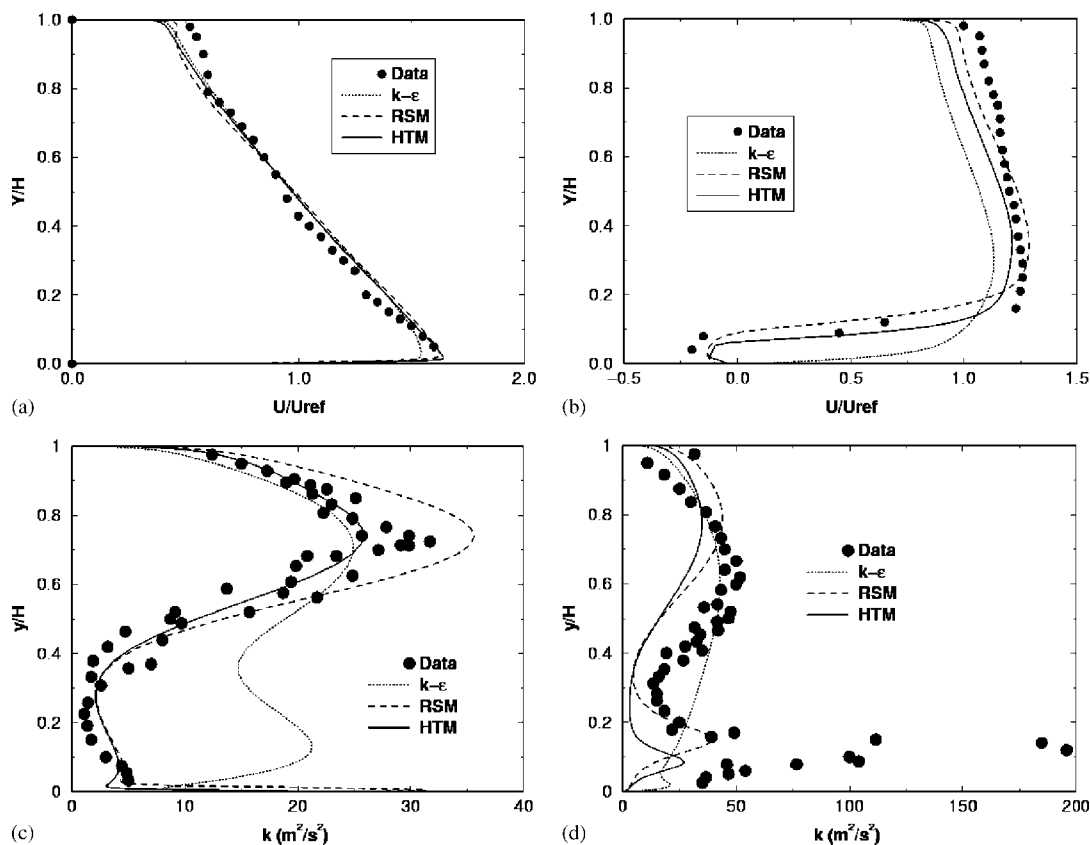 1.0
0.8
0.6
0.4
0.2
0.0
Y/H
Data
k−ε
RSM
HTM
0.0
1.0
2.0
U/Uref
(a)
1.0
0.8
0.6
0.4
0.2
0.0
Y/H
Data
k−ε
RSM
HTM
−0.5
0.0
0.5
1.0
1.5
U/Uref
(b)
1
0.8
0.6
0.4
0.2
0
y/H
Data
k−ε
RSM
HTM
0
10
20
30
40
k (m²/s²)
(c)
1
0.8
0.6
0.4
0.2
0
y/H
Data
k−ε
RSM
HTM
0
50
100
150
200
k (m²/s²)
(d)